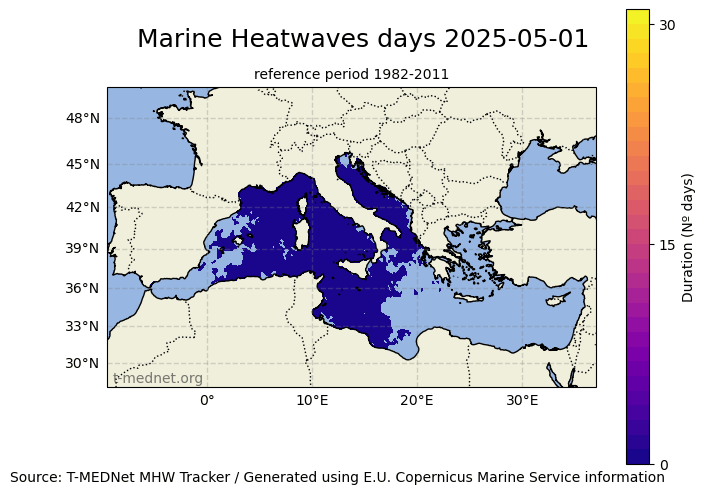 Marine Heatwaves days 2025-05-01
reference period 1982-2011
30
48°N
45°N
42°N
39°N
36°N
33°N
30°N
15
Duration (Nº days)
t-mednet.org
0° 10°E 20°E 30°E
0
Source: T-MEDNet MHW Tracker / Generated using E.U. Copernicus Marine Service information